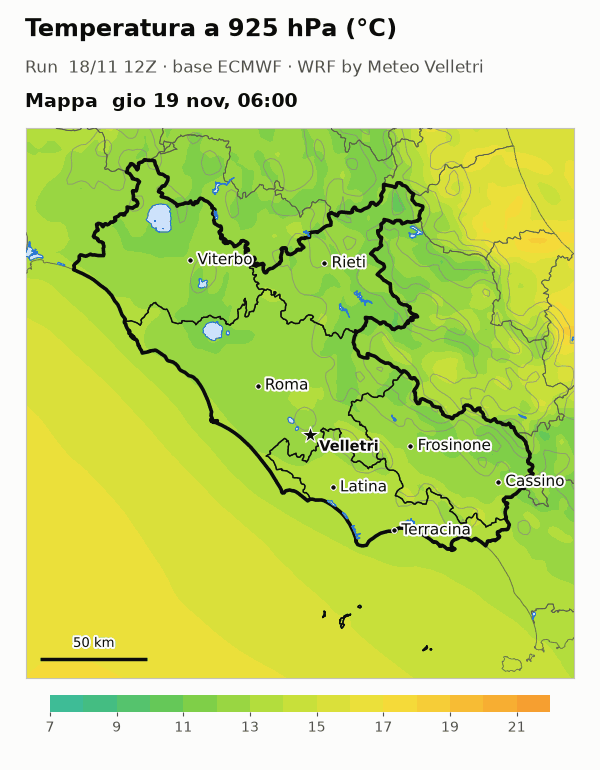 Temperatura a 925 hPa (°C)
Run  18/11 12Z · base ECMWF · WRF by Meteo Velletri
Mappa  gio 19 nov, 06:00
Viterbo
Rieti
Roma
Velletri
Frosinone
Latina
Cassino
Terracina
50 km
7 9 11 13 15 17 19 21